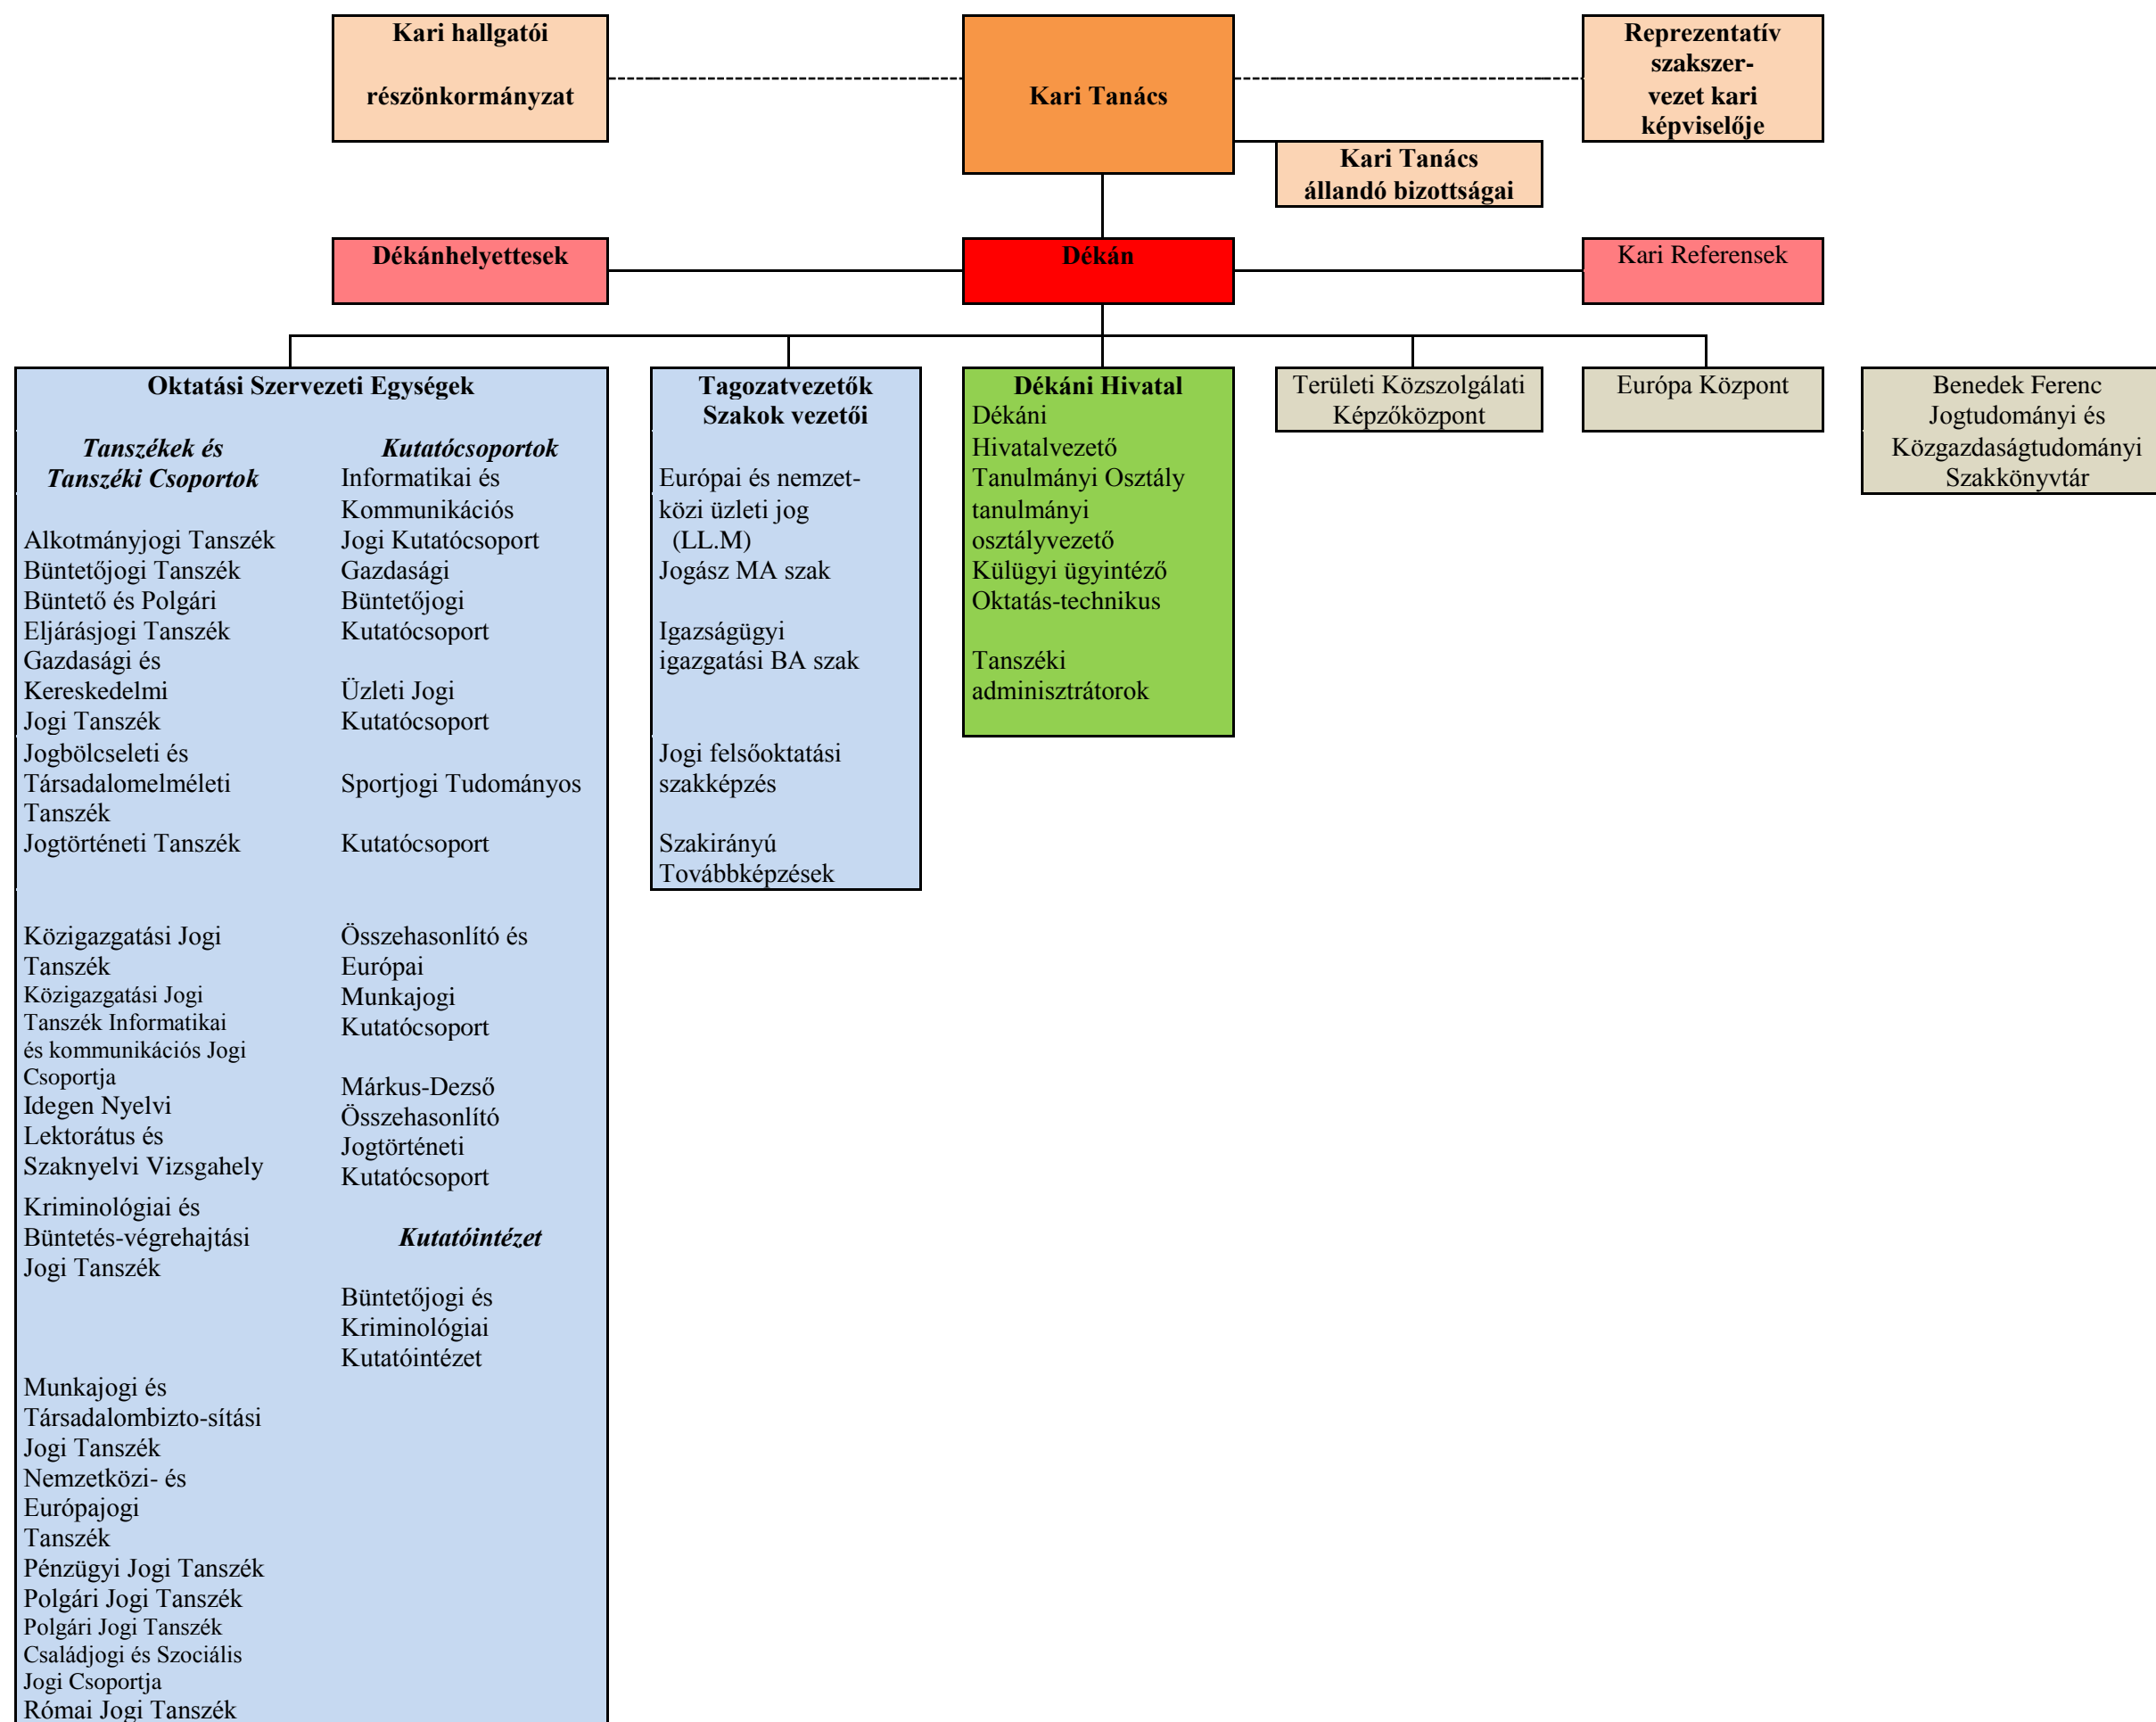 Kari hallgatói
részönkormányzat
Kari Tanács
Reprezentatív
szakszer-
vezet kari
képviselője
Kari Tanács
állandó bizottságai
Dékánhelyettesek
Dékán
Kari Referensek
Oktatási Szervezeti Egységek
Tanszékek és
Tanszéki Csoportok
Alkotmányjogi Tanszék
Büntetőjogi Tanszék
Büntető és Polgári
Eljárásjogi Tanszék
Gazdasági és
Kereskedelmi
Jogi Tanszék
Jogbölcseleti és
Társadalomelméleti
Tanszék
Jogtörténeti Tanszék
Közigazgatási Jogi
Tanszék
Közigazgatási Jogi
Tanszék Informatikai
és kommunikációs Jogi
Csoportja
Idegen Nyelvi
Lektorátus és
Szaknyelvi Vizsgahely
Kriminológiai és
Büntetés-végrehajtási
Jogi Tanszék
Munkajogi és
Társadalombizto-sítási
Jogi Tanszék
Nemzetközi- és
Európajogi
Tanszék
Pénzügyi Jogi Tanszék
Polgári Jogi Tanszék
Polgári Jogi Tanszék
Családjogi és Szociális
Jogi Csoportja
Római Jogi Tanszék
Kutatócsoportok
Informatikai és
Kommunikációs
Jogi Kutatócsoport
Gazdasági
Büntetőjogi
Kutatócsoport
Üzleti Jogi
Kutatócsoport
Sportjogi Tudományos
Kutatócsoport
Összehasonlító és
Európai
Munkajogi
Kutatócsoport
Márkus-Dezső
Összehasonlító
Jogtörténeti
Kutatócsoport
Kutatóintézet
Büntetőjogi és
Kriminológiai
Kutatóintézet
Tagozatvezetők
Szakok vezetői
Európai és nemzet-
közi üzleti jog
(LL.M)
Jogász MA szak
Igazságügyi
igazgatási BA szak
Jogi felsőoktatási
szakképzés
Szakirányú
Továbbképzések
Dékáni Hivatal
Dékáni
Hivatalvezető
Tanulmányi Osztály
tanulmányi
osztályvezető
Külügyi ügyintéző
Oktatás-technikus
Tanszéki
adminisztrátorok
Területi Közszolgálati
Képzőközpont
Európa Központ
Benedek Ferenc
Jogtudományi és
Közgazdaságtudományi
Szakkönyvtár